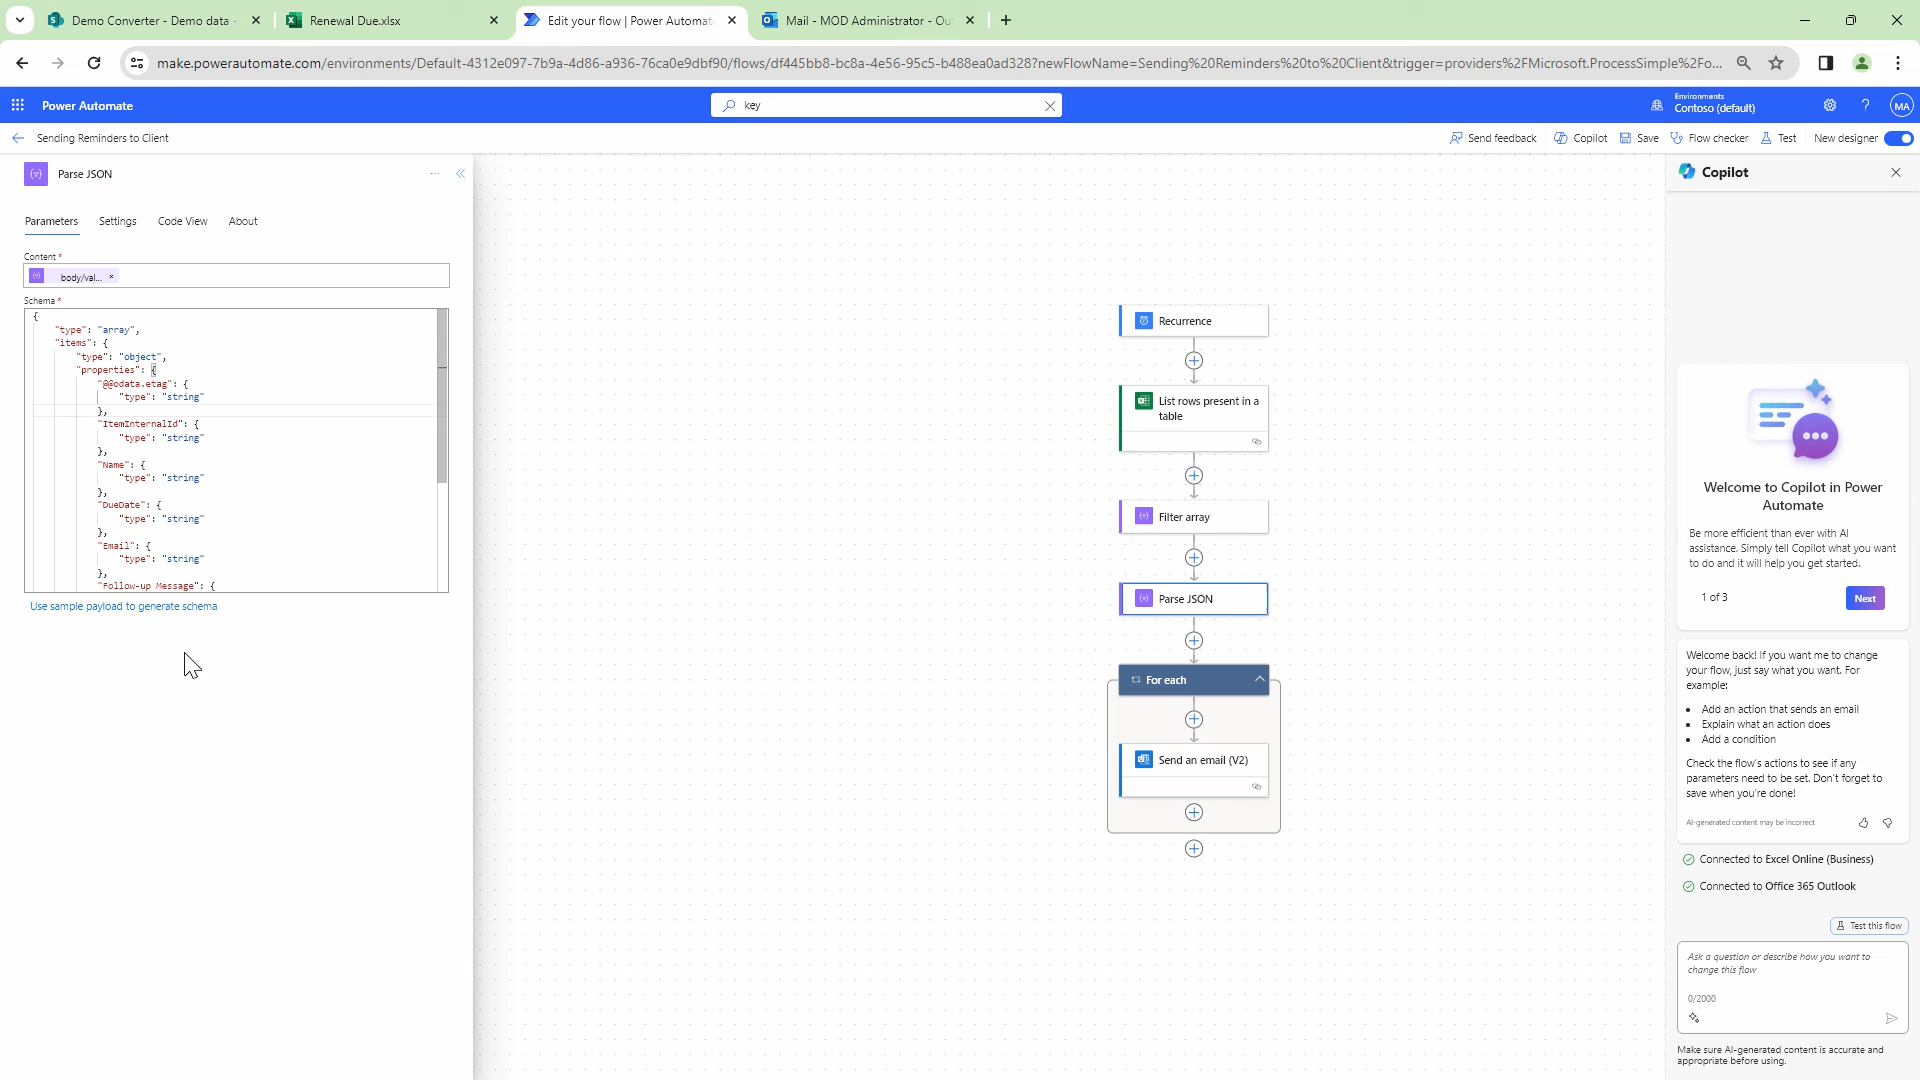 Demo Converter - Demo data -
Renewal Due.xlsx
Edit your flow | Power Automat
Mail - MOD Administrator - Ou
make.powerautomate.com/environments/Default-4312e097-7b9a-4d86-a936-76ca0e9dbf90/flows/df445bb8-bc8a-4e56-95c5-b488ea0ad328?newFlowName=Sending%20Reminders%20to%20Client&trigger=providers%2FMicrosoft.ProcessSimple%2Fo...
Power Automate
key
Environments
Contoso (default)
MA
Sending Reminders to Client
Send feedback
Copilot
Save
Flow checker
Test
New designer
Parse JSON
Parameters
Settings
Code View
About
Content *
body/val... ×
Schema *
{
"type": "array",
"items": {
"type": "object",
"properties": {
"@@odata.etag": {
"type": "string"
},
"ItemInternalId": {
"type": "string"
},
"Name": {
"type": "string"
},
"DueDate": {
"type": "string"
},
"Email": {
"type": "string"
},
"Follow-up Message": {
Use sample payload to generate schema
Recurrence
List rows present in a
table
Filter array
Parse JSON
For each
Send an email (V2)
Copilot
Welcome to Copilot in Power
Automate
Be more efficient than ever with AI
assistance. Simply tell Copilot what you want
to do and it will help you get started.
1 of 3
Next
Welcome back! If you want me to change
your flow, just say what you want. For
example:
• Add an action that sends an email
• Explain what an action does
• Add a condition
Check the flow's actions to see if any
parameters need to be set. Don't forget to
save when you're done!
AI-generated content may be incorrect
Connected to Excel Online (Business)
Connected to Office 365 Outlook
Test this flow
Ask a question or describe how you want to
change this flow
0/2000
Make sure AI-generated content is accurate and
appropriate before using.